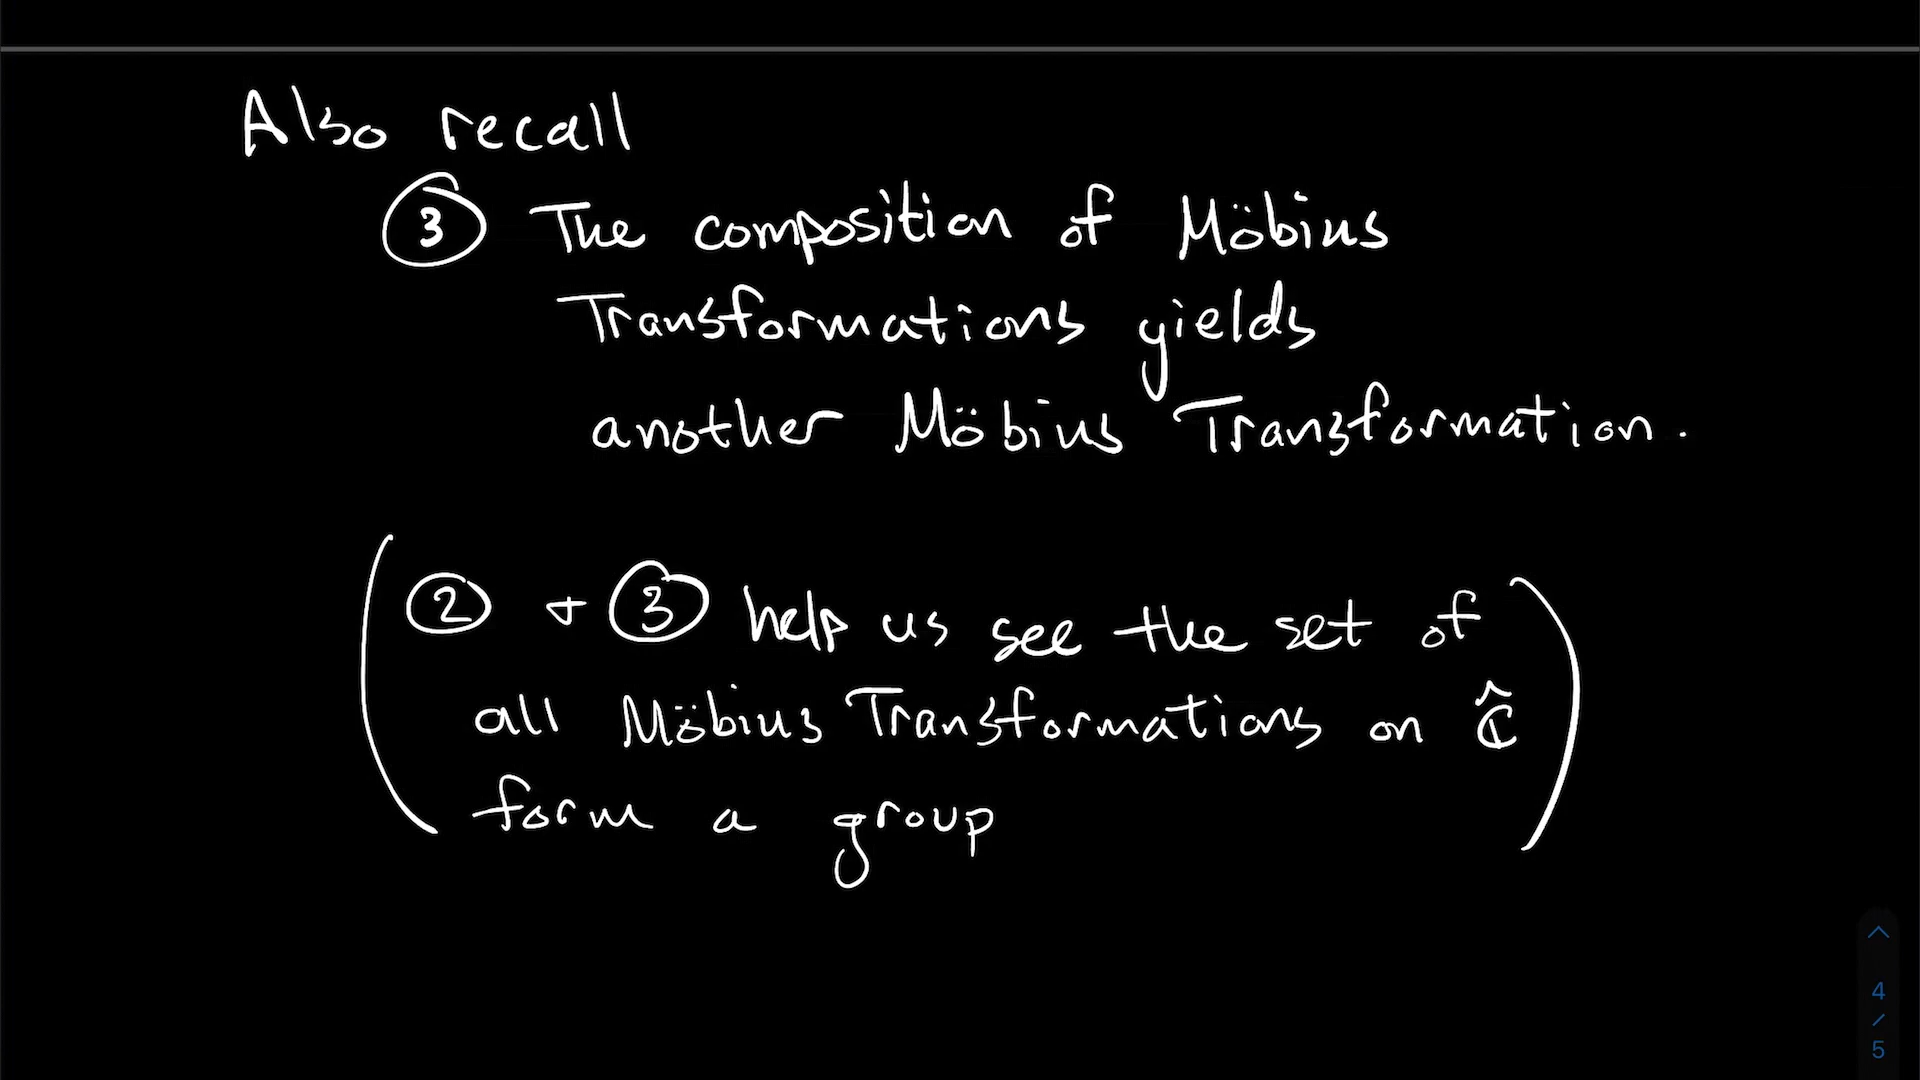 Also recall
③ The composition of Möbius
Transformations yields
another Möbius Transformation.
(② + ③ help us see the set of
all Möbius Transformations on Ĉ
form a group)
4
/
5